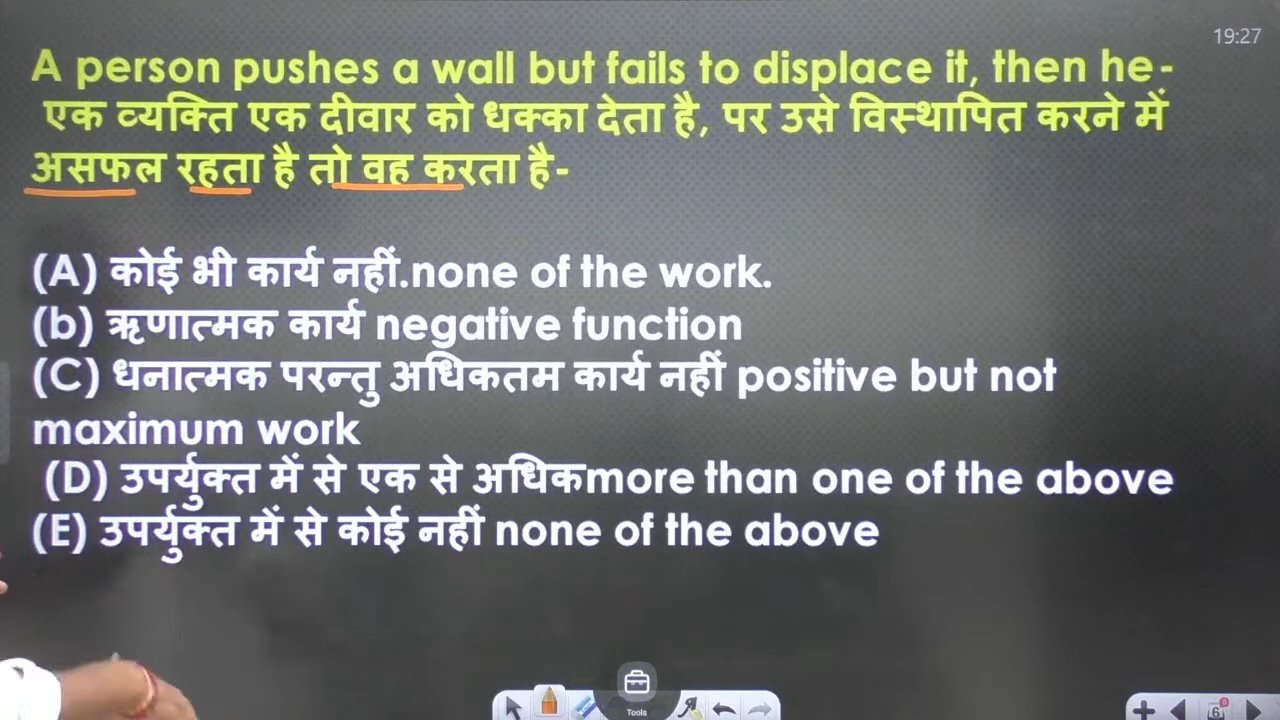 19:27
A person pushes a wall but fails to displace it, then he-
एक व्यक्ति एक दीवार को धक्का देता है, पर उसे विस्थापित करने में
असफल रहता है तो वह करता है-
(A) कोई भी कार्य नहीं.none of the work.
(b) ऋणात्मक कार्य negative function
(C) धनात्मक परन्तु अधिकतम कार्य नहीं positive but not
maximum work
(D) उपर्युक्त में से एक से अधिकmore than one of the above
(E) उपर्युक्त में से कोई नहीं none of the above
Tools